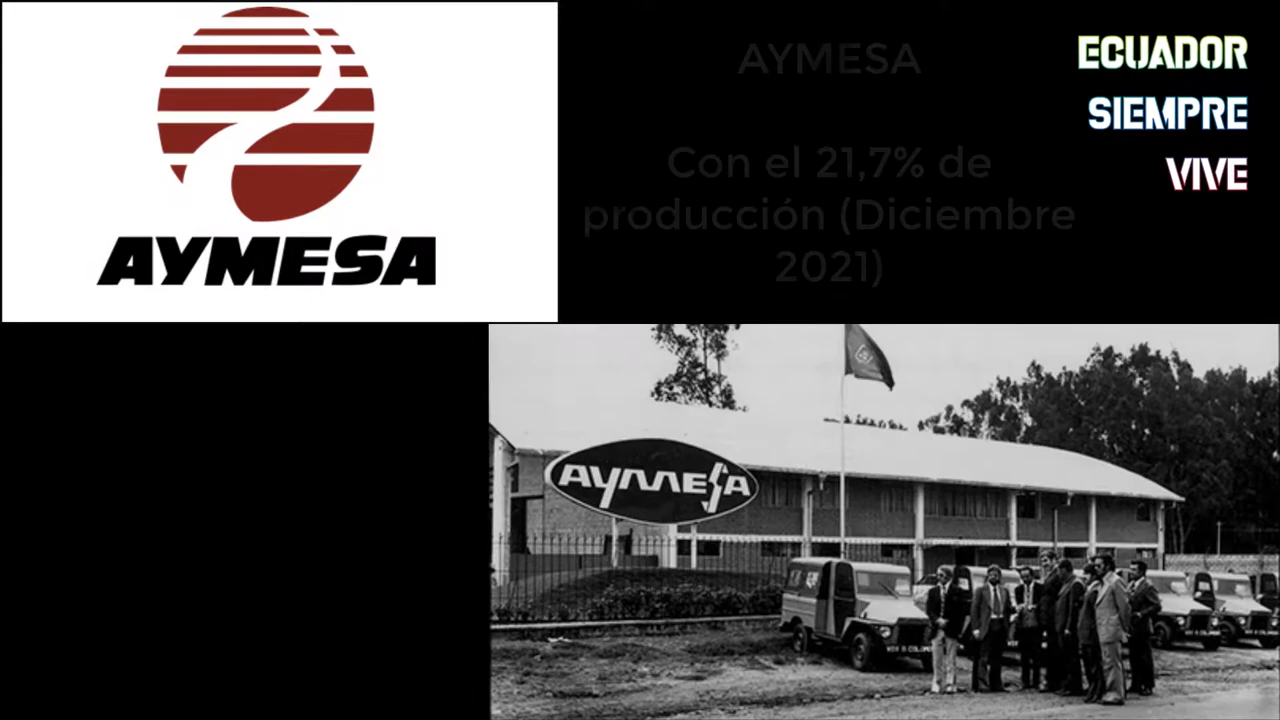 AYMESA
AYMESA
Con el 21,7% de
producción (Diciembre
2021)
ECUADOR
SIEMPRE
VIVE
AYMESA